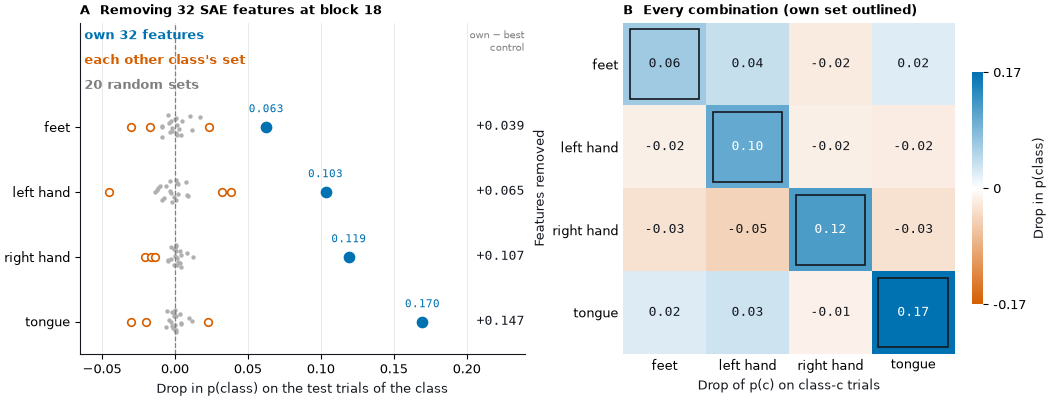 A  Removing 32 SAE features at block 18
own 32 features
each other class's set
20 random sets
own − best
control
0.063
feet
+0.039
0.103
left hand
+0.065
0.119
right hand
+0.107
0.170
tongue
+0.147
−0.05
0.00
0.05
0.10
0.15
0.20
Drop in p(class) on the test trials of the class
B  Every combination (own set outlined)
Features removed
feet
0.06
0.04
-0.02
0.02
left hand
-0.02
0.10
-0.02
-0.02
right hand
-0.03
-0.05
0.12
-0.03
tongue
0.02
0.03
-0.01
0.17
feet
left hand
right hand
tongue
Drop of p(c) on class-c trials
0.17
0
-0.17
Drop in p(class)